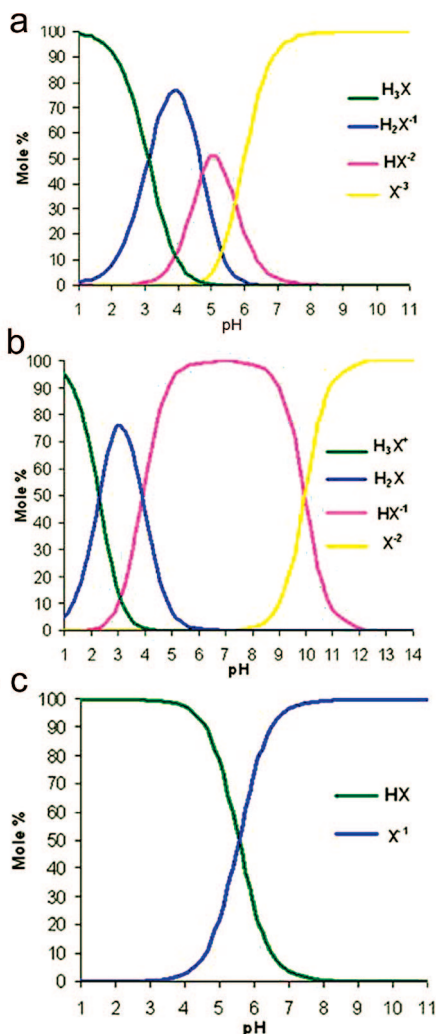 a
Mole %
100
90
80
70
60
50
40
30
20
10
0
H₃X
H₂X⁻¹
HX⁻²
X⁻³
1 2 3 4 5 6 7 8 9 10 11
pH
b
Mole %
100
90
80
70
60
50
40
30
20
10
0
H₃X⁺
H₂X
HX⁻¹
X⁻²
1 2 3 4 5 6 7 8 9 10 11 12 13 14
pH
c
Mole %
100
90
80
70
60
50
40
30
20
10
0
HX
X⁻¹
1 2 3 4 5 6 7 8 9 10 11
pH